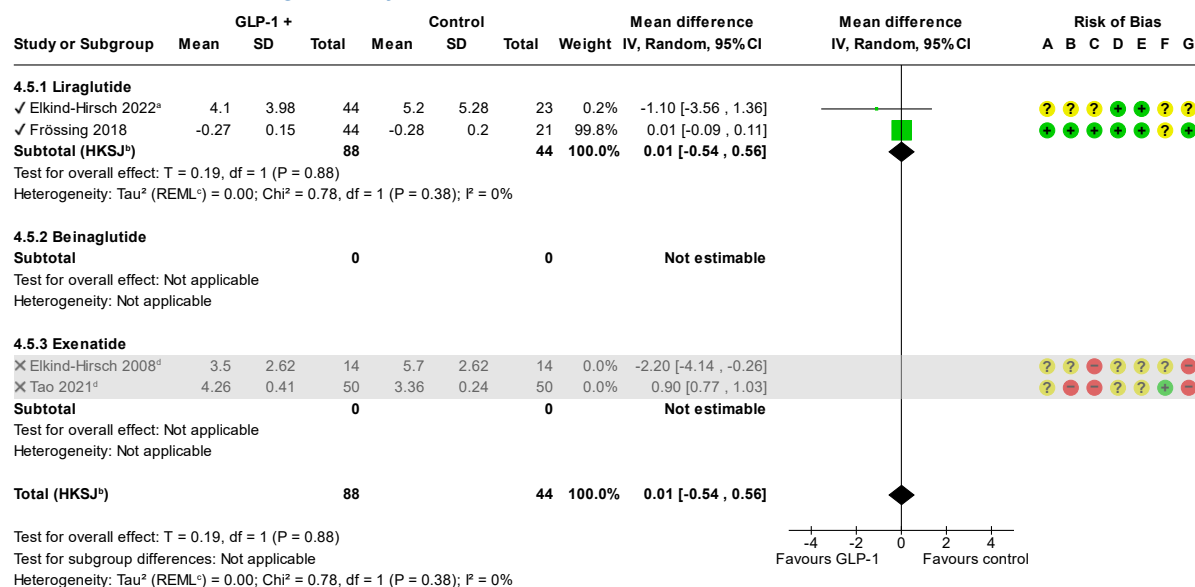 GLP-1 + Control Mean difference Mean difference Risk of Bias
Study or Subgroup Mean SD Total Mean SD Total Weight IV, Random, 95%CI IV, Random, 95%CI A B C D E F G
4.5.1 Liraglutide
✓ Elkind-Hirsch 2022ᵃ 4.1 3.98 44 5.2 5.28 23 0.2% -1.10 [-3.56 , 1.36] ? ? ? + + ? ?
✓ Frössing 2018 -0.27 0.15 44 -0.28 0.2 21 99.8% 0.01 [-0.09 , 0.11] + + + + + ? +
Subtotal (HKSJᵇ) 88 44 100.0% 0.01 [-0.54 , 0.56]
Test for overall effect: T = 0.19, df = 1 (P = 0.88)
Heterogeneity: Tau² (REMLᶜ) = 0.00; Chi² = 0.78, df = 1 (P = 0.38); I² = 0%
4.5.2 Beinaglutide
Subtotal 0 0 Not estimable
Test for overall effect: Not applicable
Heterogeneity: Not applicable
4.5.3 Exenatide
✕ Elkind-Hirsch 2008ᵈ 3.5 2.62 14 5.7 2.62 14 0.0% -2.20 [-4.14 , -0.26] ? ? − ? ? ? −
✕ Tao 2021ᵈ 4.26 0.41 50 3.36 0.24 50 0.0% 0.90 [0.77 , 1.03] ? − − ? ? + −
Subtotal 0 0 Not estimable
Test for overall effect: Not applicable
Heterogeneity: Not applicable
Total (HKSJᵇ) 88 44 100.0% 0.01 [-0.54 , 0.56]
Test for overall effect: T = 0.19, df = 1 (P = 0.88)
-4 -2 0 2 4
Test for subgroup differences: Not applicable
Favours GLP-1 Favours control
Heterogeneity: Tau² (REMLᶜ) = 0.00; Chi² = 0.78, df = 1 (P = 0.38); I² = 0%